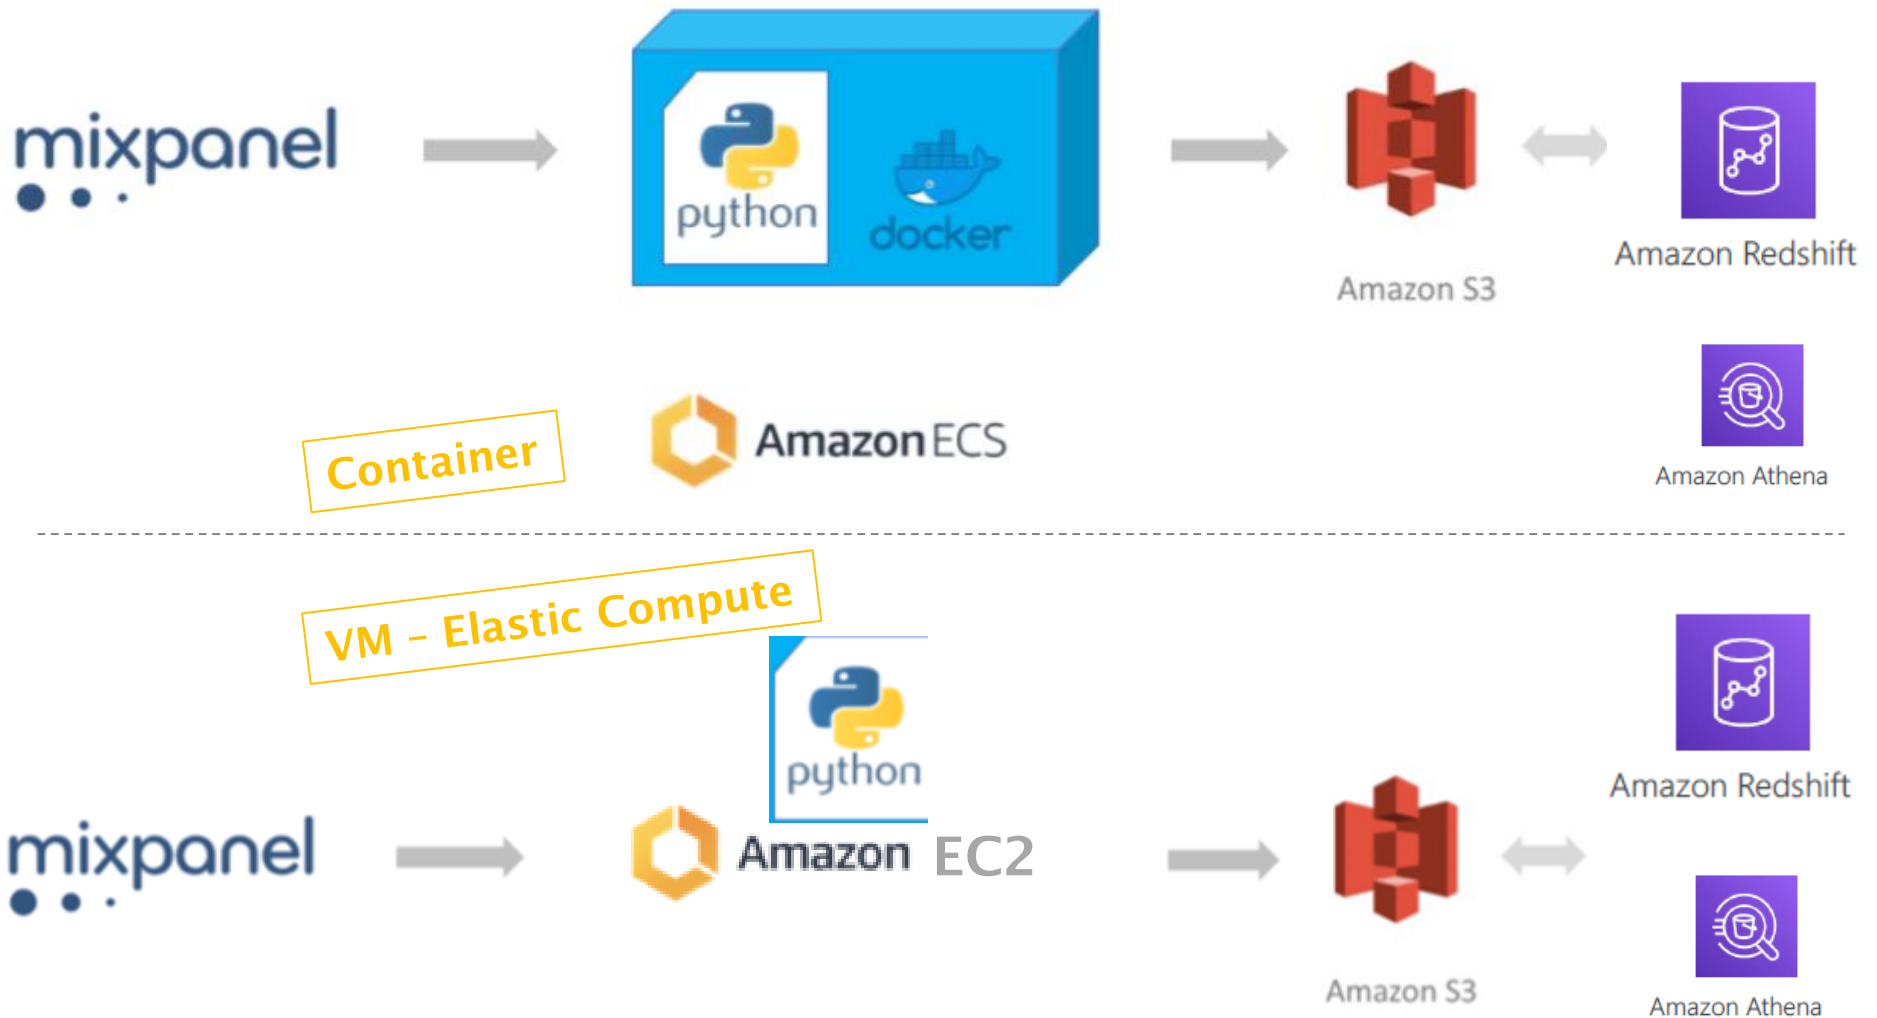 mixpanel
python
docker
Amazon S3
Amazon Redshift
Amazon ECS
Container
Amazon Athena
VM – Elastic Compute
python
mixpanel
Amazon EC2
Amazon S3
Amazon Redshift
Amazon Athena